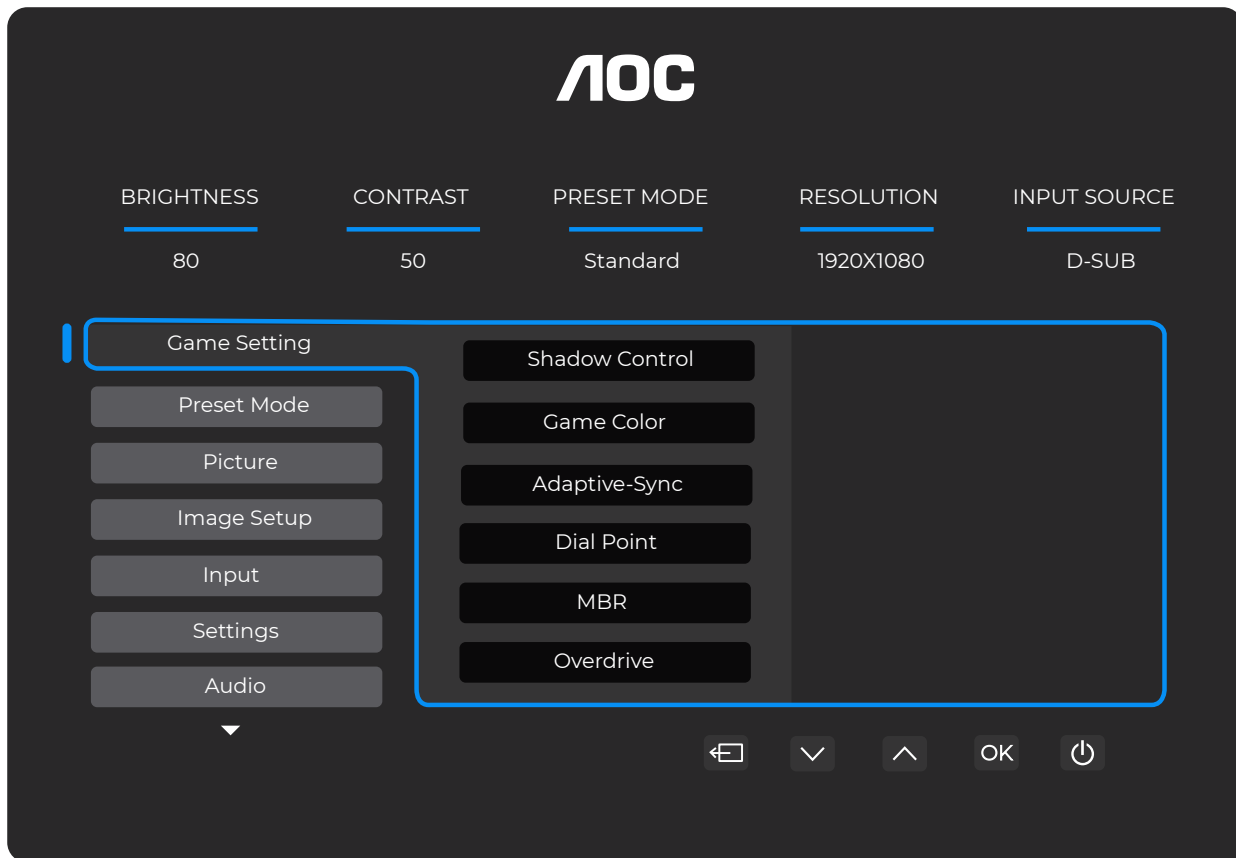 AOC
BRIGHTNESS CONTRAST PRESET MODE RESOLUTION INPUT SOURCE
80 50 Standard 1920X1080 D-SUB
Game Setting
Preset Mode
Picture
Image Setup
Input
Settings
Audio
Shadow Control
Game Color
Adaptive-Sync
Dial Point
MBR
Overdrive
OK